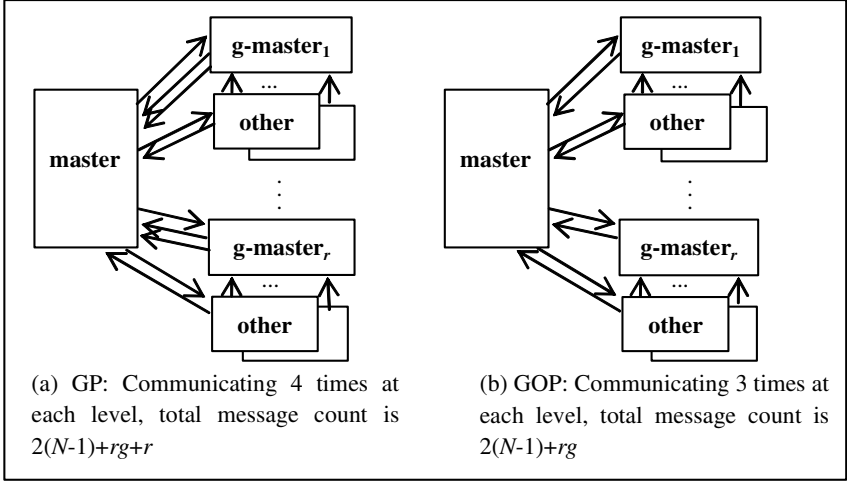 g-master1
...
other
master
⋮
g-masterr
...
other
(a) GP: Communicating 4 times at
each level, total message count is
2(N-1)+rg+r
g-master1
...
other
master
⋮
g-masterr
...
other
(b) GOP: Communicating 3 times at
each level, total message count is
2(N-1)+rg